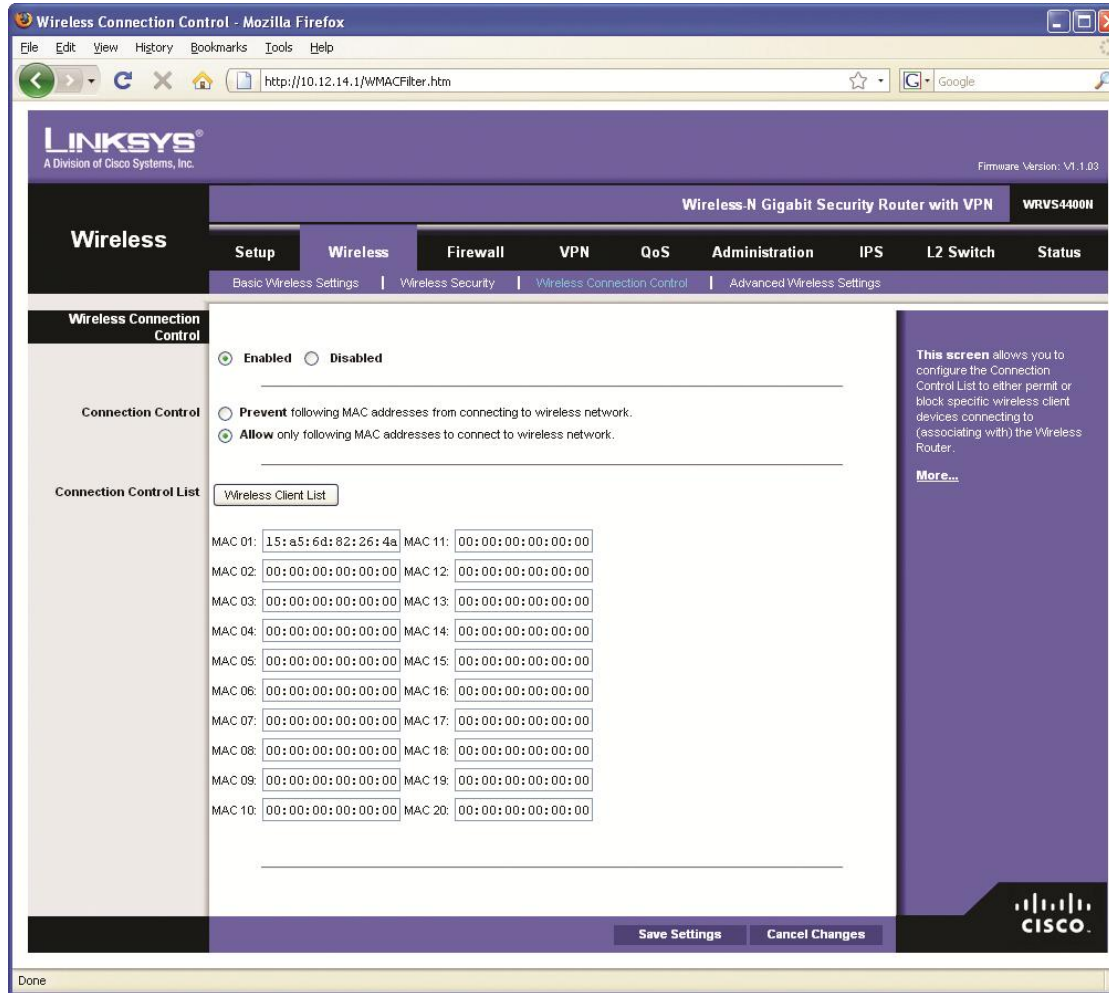 Wireless Connection Control - Mozilla Firefox
File Edit View History Bookmarks Tools Help
http://10.12.14.1/WMACFilter.htm
G Google
LINKSYS®
A Division of Cisco Systems, Inc.
Firmware Version: V1.1.03
Wireless-N Gigabit Security Router with VPN WRVS4400N
Wireless
Setup Wireless Firewall VPN QoS Administration IPS L2 Switch Status
Basic Wireless Settings | Wireless Security | Wireless Connection Control | Advanced Wireless Settings
Wireless Connection
Control
Enabled Disabled
Connection Control
Prevent following MAC addresses from connecting to wireless network.
Allow only following MAC addresses to connect to wireless network.
Connection Control List
Wireless Client List
MAC 01: 15:a5:6d:82:26:4a MAC 11: 00:00:00:00:00:00
MAC 02: 00:00:00:00:00:00 MAC 12: 00:00:00:00:00:00
MAC 03: 00:00:00:00:00:00 MAC 13: 00:00:00:00:00:00
MAC 04: 00:00:00:00:00:00 MAC 14: 00:00:00:00:00:00
MAC 05: 00:00:00:00:00:00 MAC 15: 00:00:00:00:00:00
MAC 06: 00:00:00:00:00:00 MAC 16: 00:00:00:00:00:00
MAC 07: 00:00:00:00:00:00 MAC 17: 00:00:00:00:00:00
MAC 08: 00:00:00:00:00:00 MAC 18: 00:00:00:00:00:00
MAC 09: 00:00:00:00:00:00 MAC 19: 00:00:00:00:00:00
MAC 10: 00:00:00:00:00:00 MAC 20: 00:00:00:00:00:00
This screen allows you to
configure the Connection
Control List to either permit or
block specific wireless client
devices connecting to
(associating with) the Wireless
Router.
More...
Save Settings Cancel Changes
CISCO.
Done